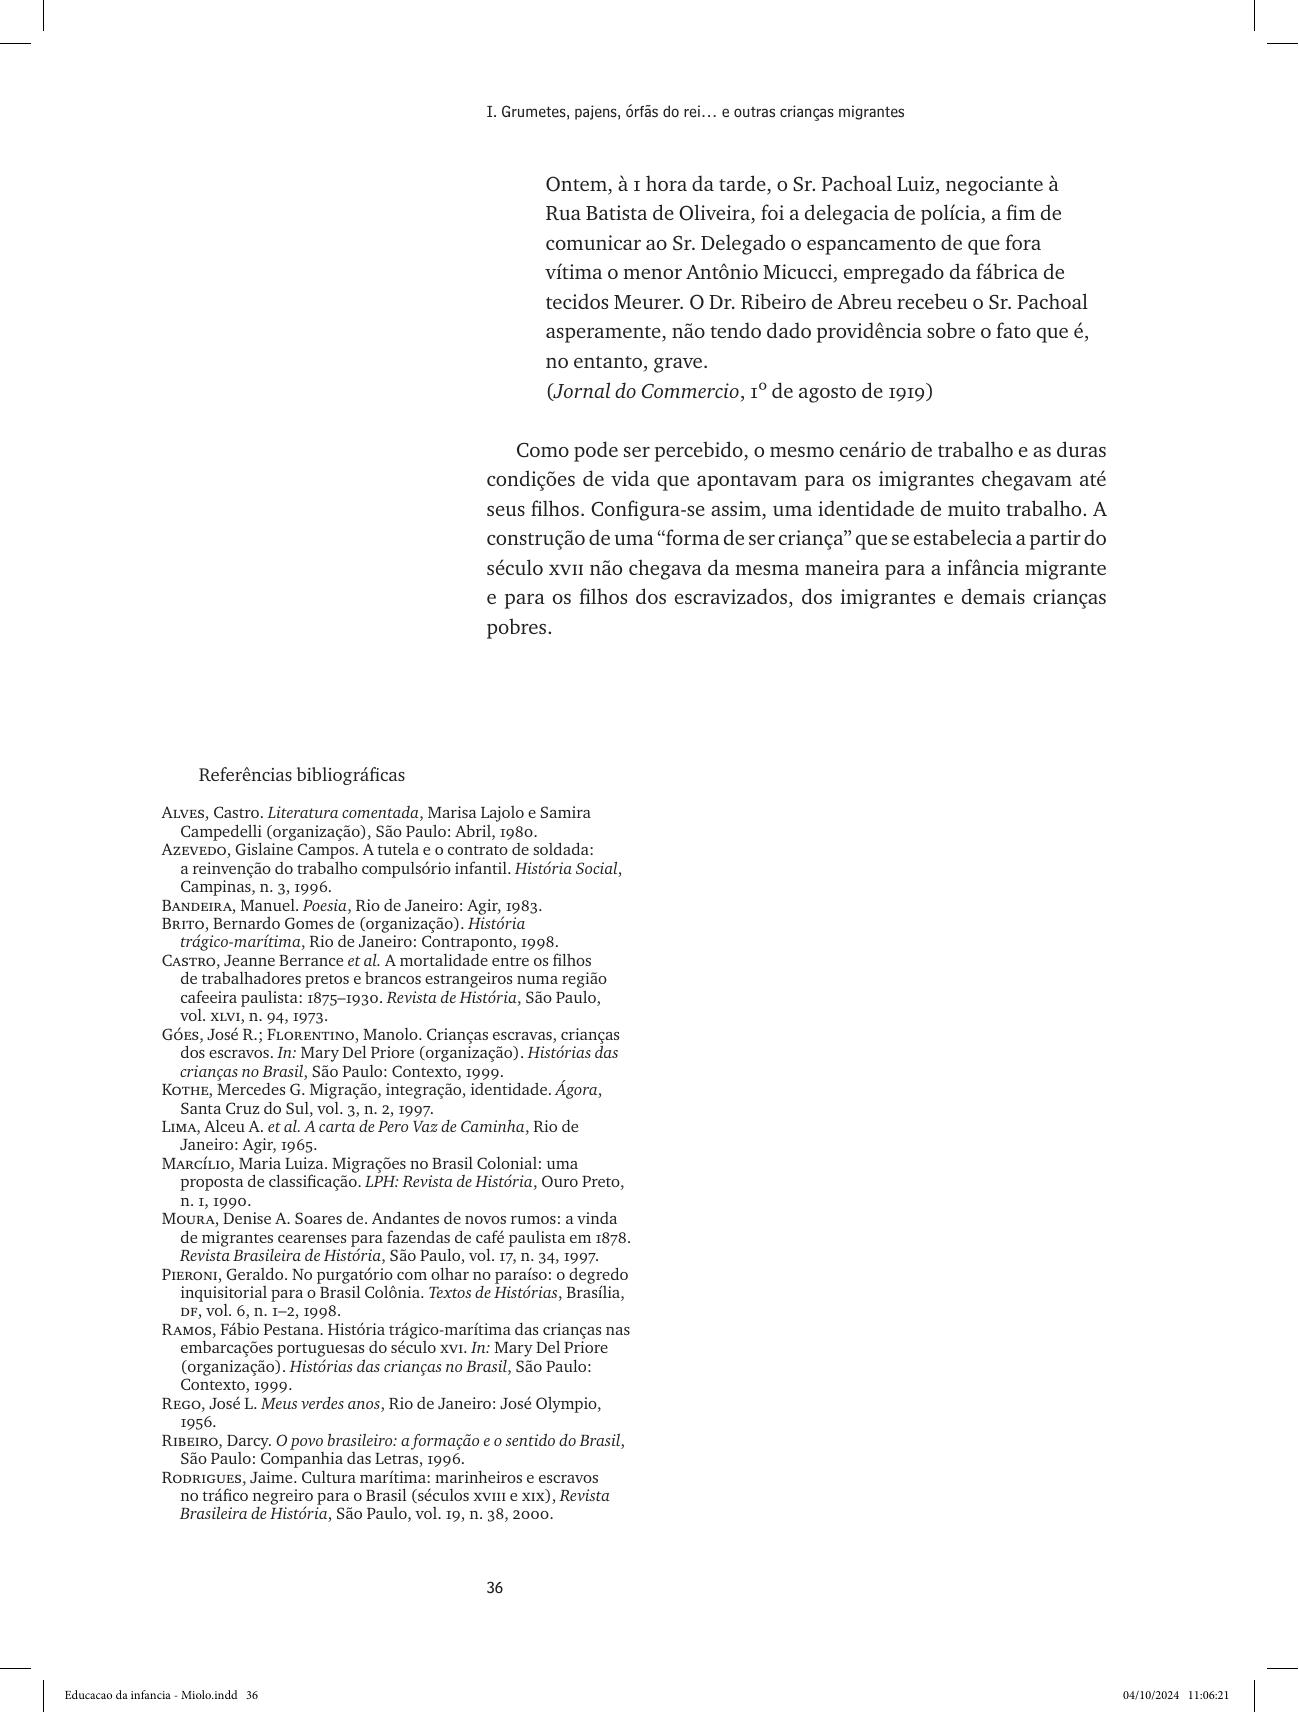 I. Grumetes, pajens, órfãs do rei… e outras crianças migrantes
Ontem, à 1 hora da tarde, o Sr. Pachoal Luiz, negociante à
Rua Batista de Oliveira, foi a delegacia de polícia, a fim de
comunicar ao Sr. Delegado o espancamento de que fora
vítima o menor Antônio Micucci, empregado da fábrica de
tecidos Meurer. O Dr. Ribeiro de Abreu recebeu o Sr. Pachoal
asperamente, não tendo dado providência sobre o fato que é,
no entanto, grave.
(Jornal do Commercio, 1º de agosto de 1919)
Como pode ser percebido, o mesmo cenário de trabalho e as duras
condições de vida que apontavam para os imigrantes chegavam até
seus filhos. Configura-se assim, uma identidade de muito trabalho. A
construção de uma “forma de ser criança” que se estabelecia a partir do
século XVII não chegava da mesma maneira para a infância migrante
e para os filhos dos escravizados, dos imigrantes e demais crianças
pobres.
Referências bibliográficas
ALVES, Castro. Literatura comentada, Marisa Lajolo e Samira
Campedelli (organização), São Paulo: Abril, 1980.
AZEVEDO, Gislaine Campos. A tutela e o contrato de soldada:
a reinvenção do trabalho compulsório infantil. História Social,
Campinas, n. 3, 1996.
BANDEIRA, Manuel. Poesia, Rio de Janeiro: Agir, 1983.
BRITO, Bernardo Gomes de (organização). História
trágico-marítima, Rio de Janeiro: Contraponto, 1998.
CASTRO, Jeanne Berrance et al. A mortalidade entre os filhos
de trabalhadores pretos e brancos estrangeiros numa região
cafeeira paulista: 1875–1930. Revista de História, São Paulo,
vol. XLVI, n. 94, 1973.
GÓES, José R.; FLORENTINO, Manolo. Crianças escravas, crianças
dos escravos. In: Mary Del Priore (organização). Histórias das
crianças no Brasil, São Paulo: Contexto, 1999.
KOTHE, Mercedes G. Migração, integração, identidade. Ágora,
Santa Cruz do Sul, vol. 3, n. 2, 1997.
LIMA, Alceu A. et al. A carta de Pero Vaz de Caminha, Rio de
Janeiro: Agir, 1965.
MARCÍLIO, Maria Luiza. Migrações no Brasil Colonial: uma
proposta de classificação. LPH: Revista de História, Ouro Preto,
n. 1, 1990.
MOURA, Denise A. Soares de. Andantes de novos rumos: a vinda
de migrantes cearenses para fazendas de café paulista em 1878.
Revista Brasileira de História, São Paulo, vol. 17, n. 34, 1997.
PIERONI, Geraldo. No purgatório com olhar no paraíso: o degredo
inquisitorial para o Brasil Colônia. Textos de Histórias, Brasília,
DF, vol. 6, n. 1–2, 1998.
RAMOS, Fábio Pestana. História trágico-marítima das crianças nas
embarcações portuguesas do século XVI. In: Mary Del Priore
(organização). Histórias das crianças no Brasil, São Paulo:
Contexto, 1999.
REGO, José L. Meus verdes anos, Rio de Janeiro: José Olympio,
1956.
RIBEIRO, Darcy. O povo brasileiro: a formação e o sentido do Brasil,
São Paulo: Companhia das Letras, 1996.
RODRIGUES, Jaime. Cultura marítima: marinheiros e escravos
no tráfico negreiro para o Brasil (séculos XVIII e XIX), Revista
Brasileira de História, São Paulo, vol. 19, n. 38, 2000.
36
Educacao da infancia - Miolo.indd 36
04/10/2024 11:06:21